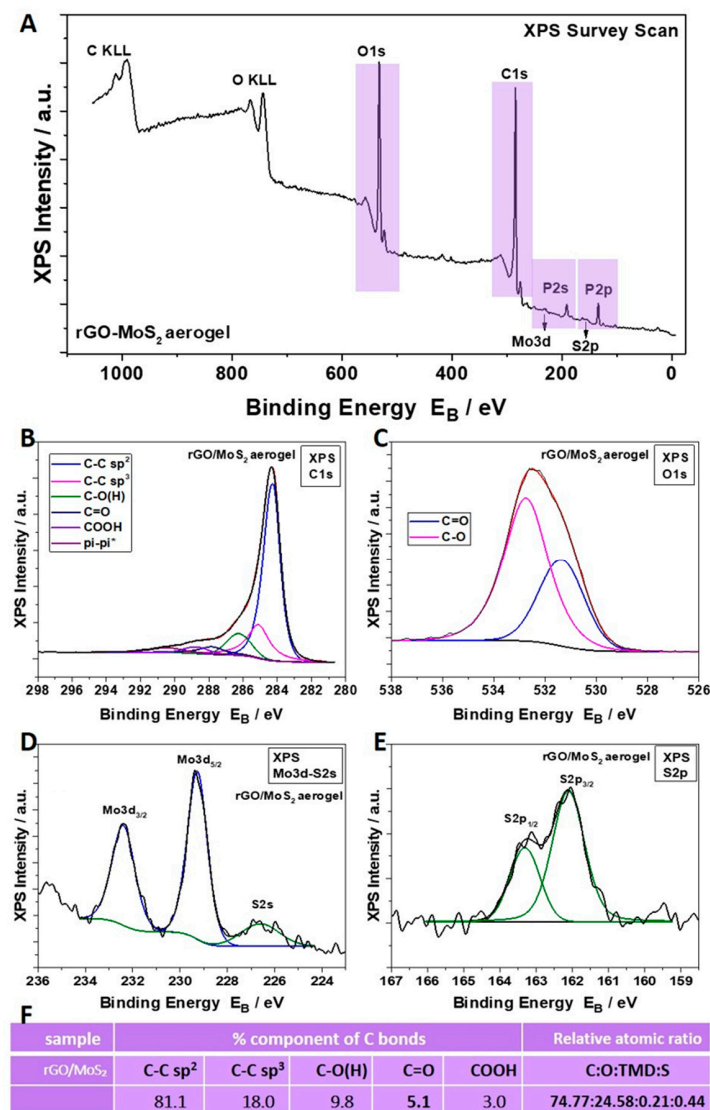 A
XPS Survey Scan
C KLL
O KLL
O1s
C1s
P2s
P2p
Mo3d
S2p
rGO-MoS₂ aerogel
XPS Intensity / a.u.
1000 800 600 400 200 0
Binding Energy E_B / eV
B
rGO/MoS₂ aerogel
XPS
C1s
C-C sp²
C-C sp³
C-O(H)
C=O
COOH
pi-pi*
XPS Intensity / a.u.
298 296 294 292 290 288 286 284 282 280
Binding Energy E_B / eV
C
rGO/MoS₂ aerogel
XPS
O1s
C=O
C-O
XPS Intensity / a.u.
538 536 534 532 530 528 526
Binding Energy E_B / eV
D
XPS
Mo3d-S2s
rGO/MoS₂ aerogel
Mo3d₅/₂
Mo3d₃/₂
S2s
XPS Intensity / a.u.
236 234 232 231 229 228 226 224
Binding Energy E_B / eV
E
rGO/MoS₂ aerogel
XPS
S2p
S2p₃/₂
S2p₁/₂
XPS Intensity / a.u.
167 166 165 164 163 162 161 160 159
Binding Energy E_B / eV
F
sample % component of C bonds Relative atomic ratio
rGO/MoS₂ C-C sp² C-C sp³ C-O(H) C=O COOH C:O:TMD:S
81.1 18.0 9.8 5.1 3.0 74.77:24.58:0.21:0.44